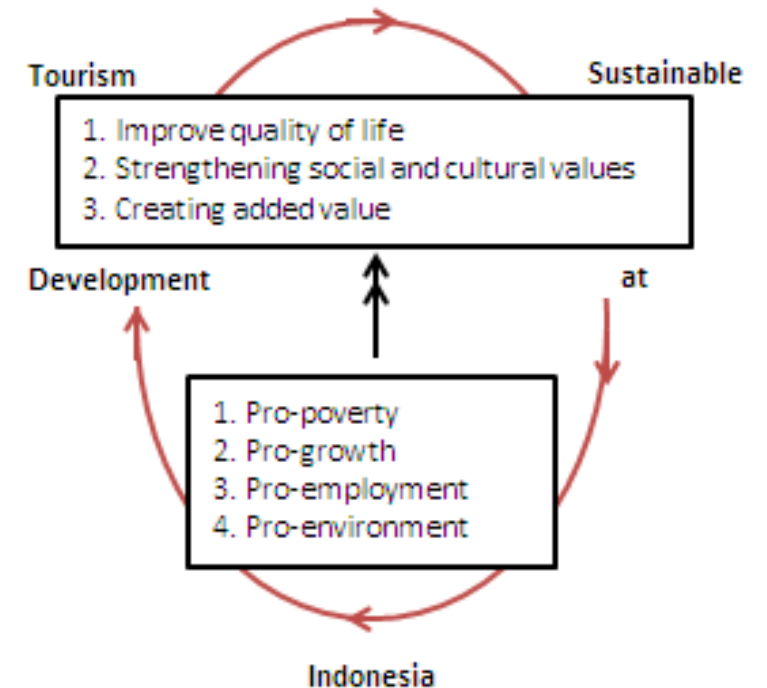 Tourism Sustainable
1. Improve quality of life
2. Strengthening social and cultural values
3. Creating added value
Development at
1. Pro-poverty
2. Pro-growth
3. Pro-employment
4. Pro-environment
Indonesia